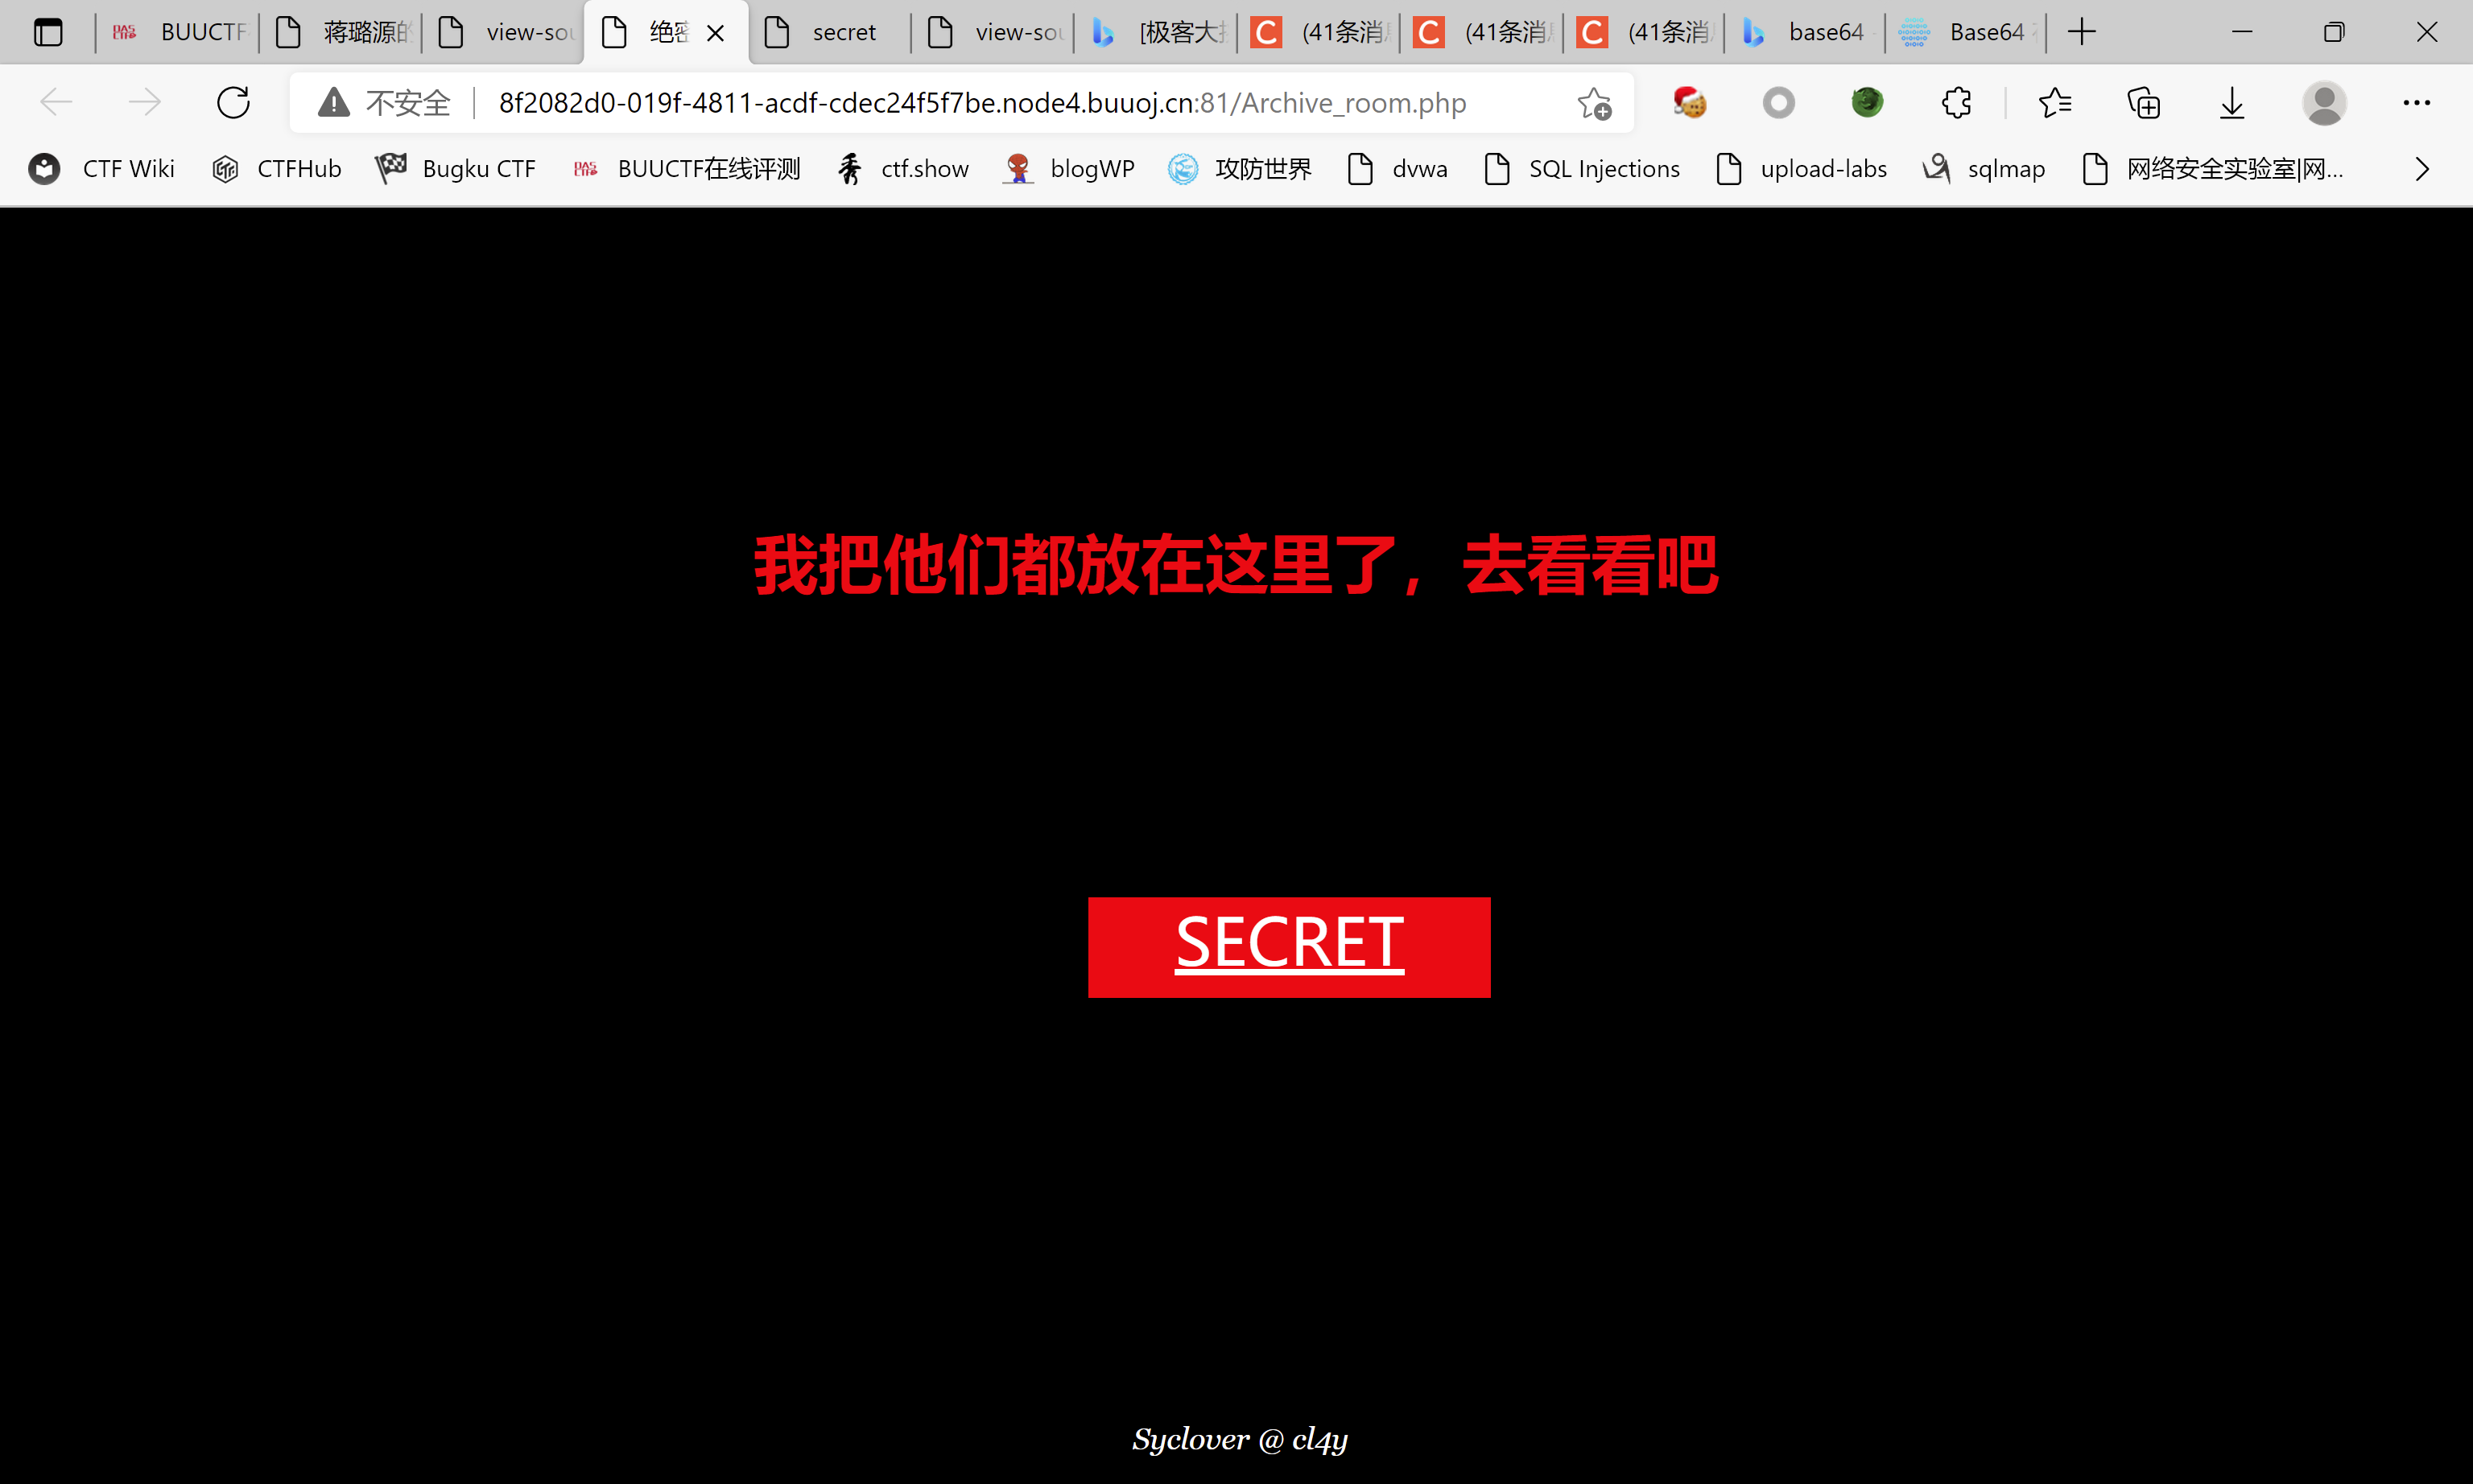 BUUCTF 蒋璐源的 view-sou 绝密 secret view-sou [极客大 (41条消息 (41条消息 (41条消 base64 - Base64
不安全 8f2082d0-019f-4811-acdf-cdec24f5f7be.node4.buuoj.cn:81/Archive_room.php
CTF Wiki CTFHub Bugku CTF BUUCTF在线评测 ctf.show blogWP 攻防世界 dvwa SQL Injections upload-labs sqlmap 网络安全实验室|网...
我把他们都放在这里了，去看看吧
SECRET
Syclover @ cl4y